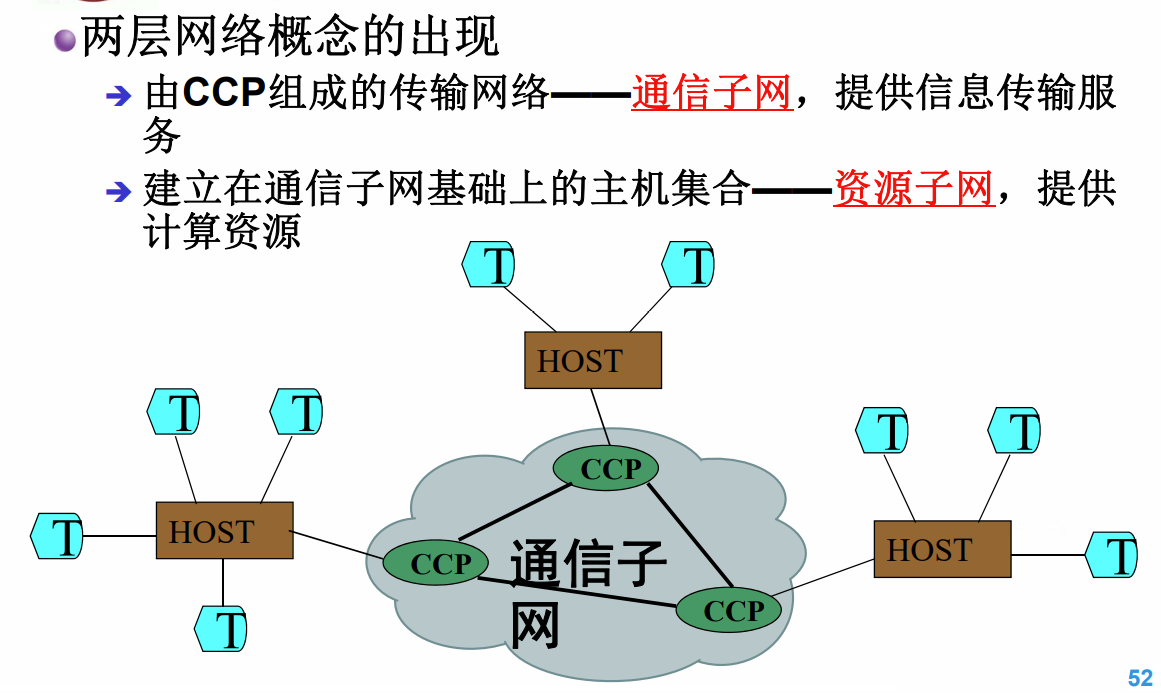 两层网络概念的出现
由CCP组成的传输网络——通信子网，提供信息传输服
务
建立在通信子网基础上的主机集合——资源子网，提供
计算资源
T
T
HOST
T
T
T
T
CCP
HOST
T
HOST
T
CCP
通信子
网
CCP
T
52